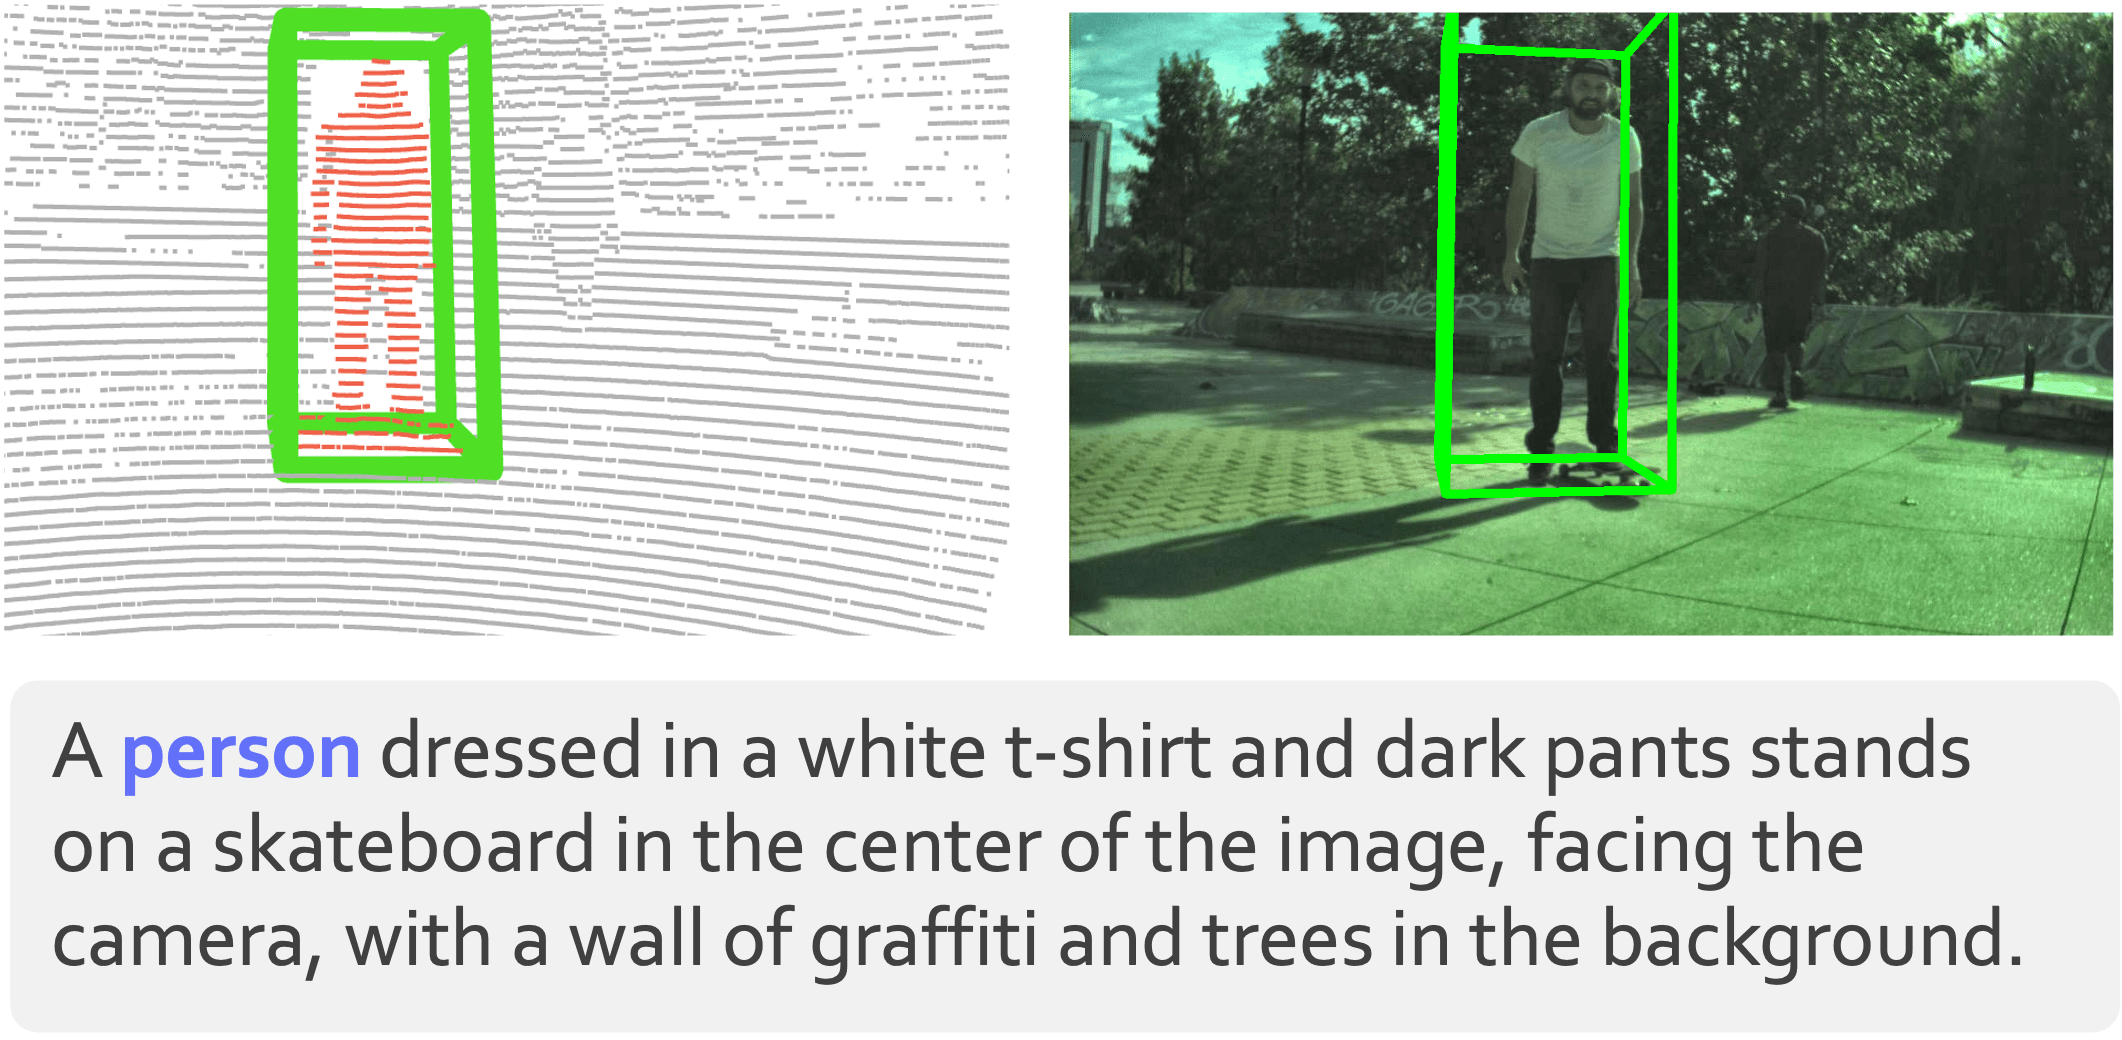 A person dressed in a white t-shirt and dark pants stands
on a skateboard in the center of the image, facing the
camera, with a wall of graffiti and trees in the background.